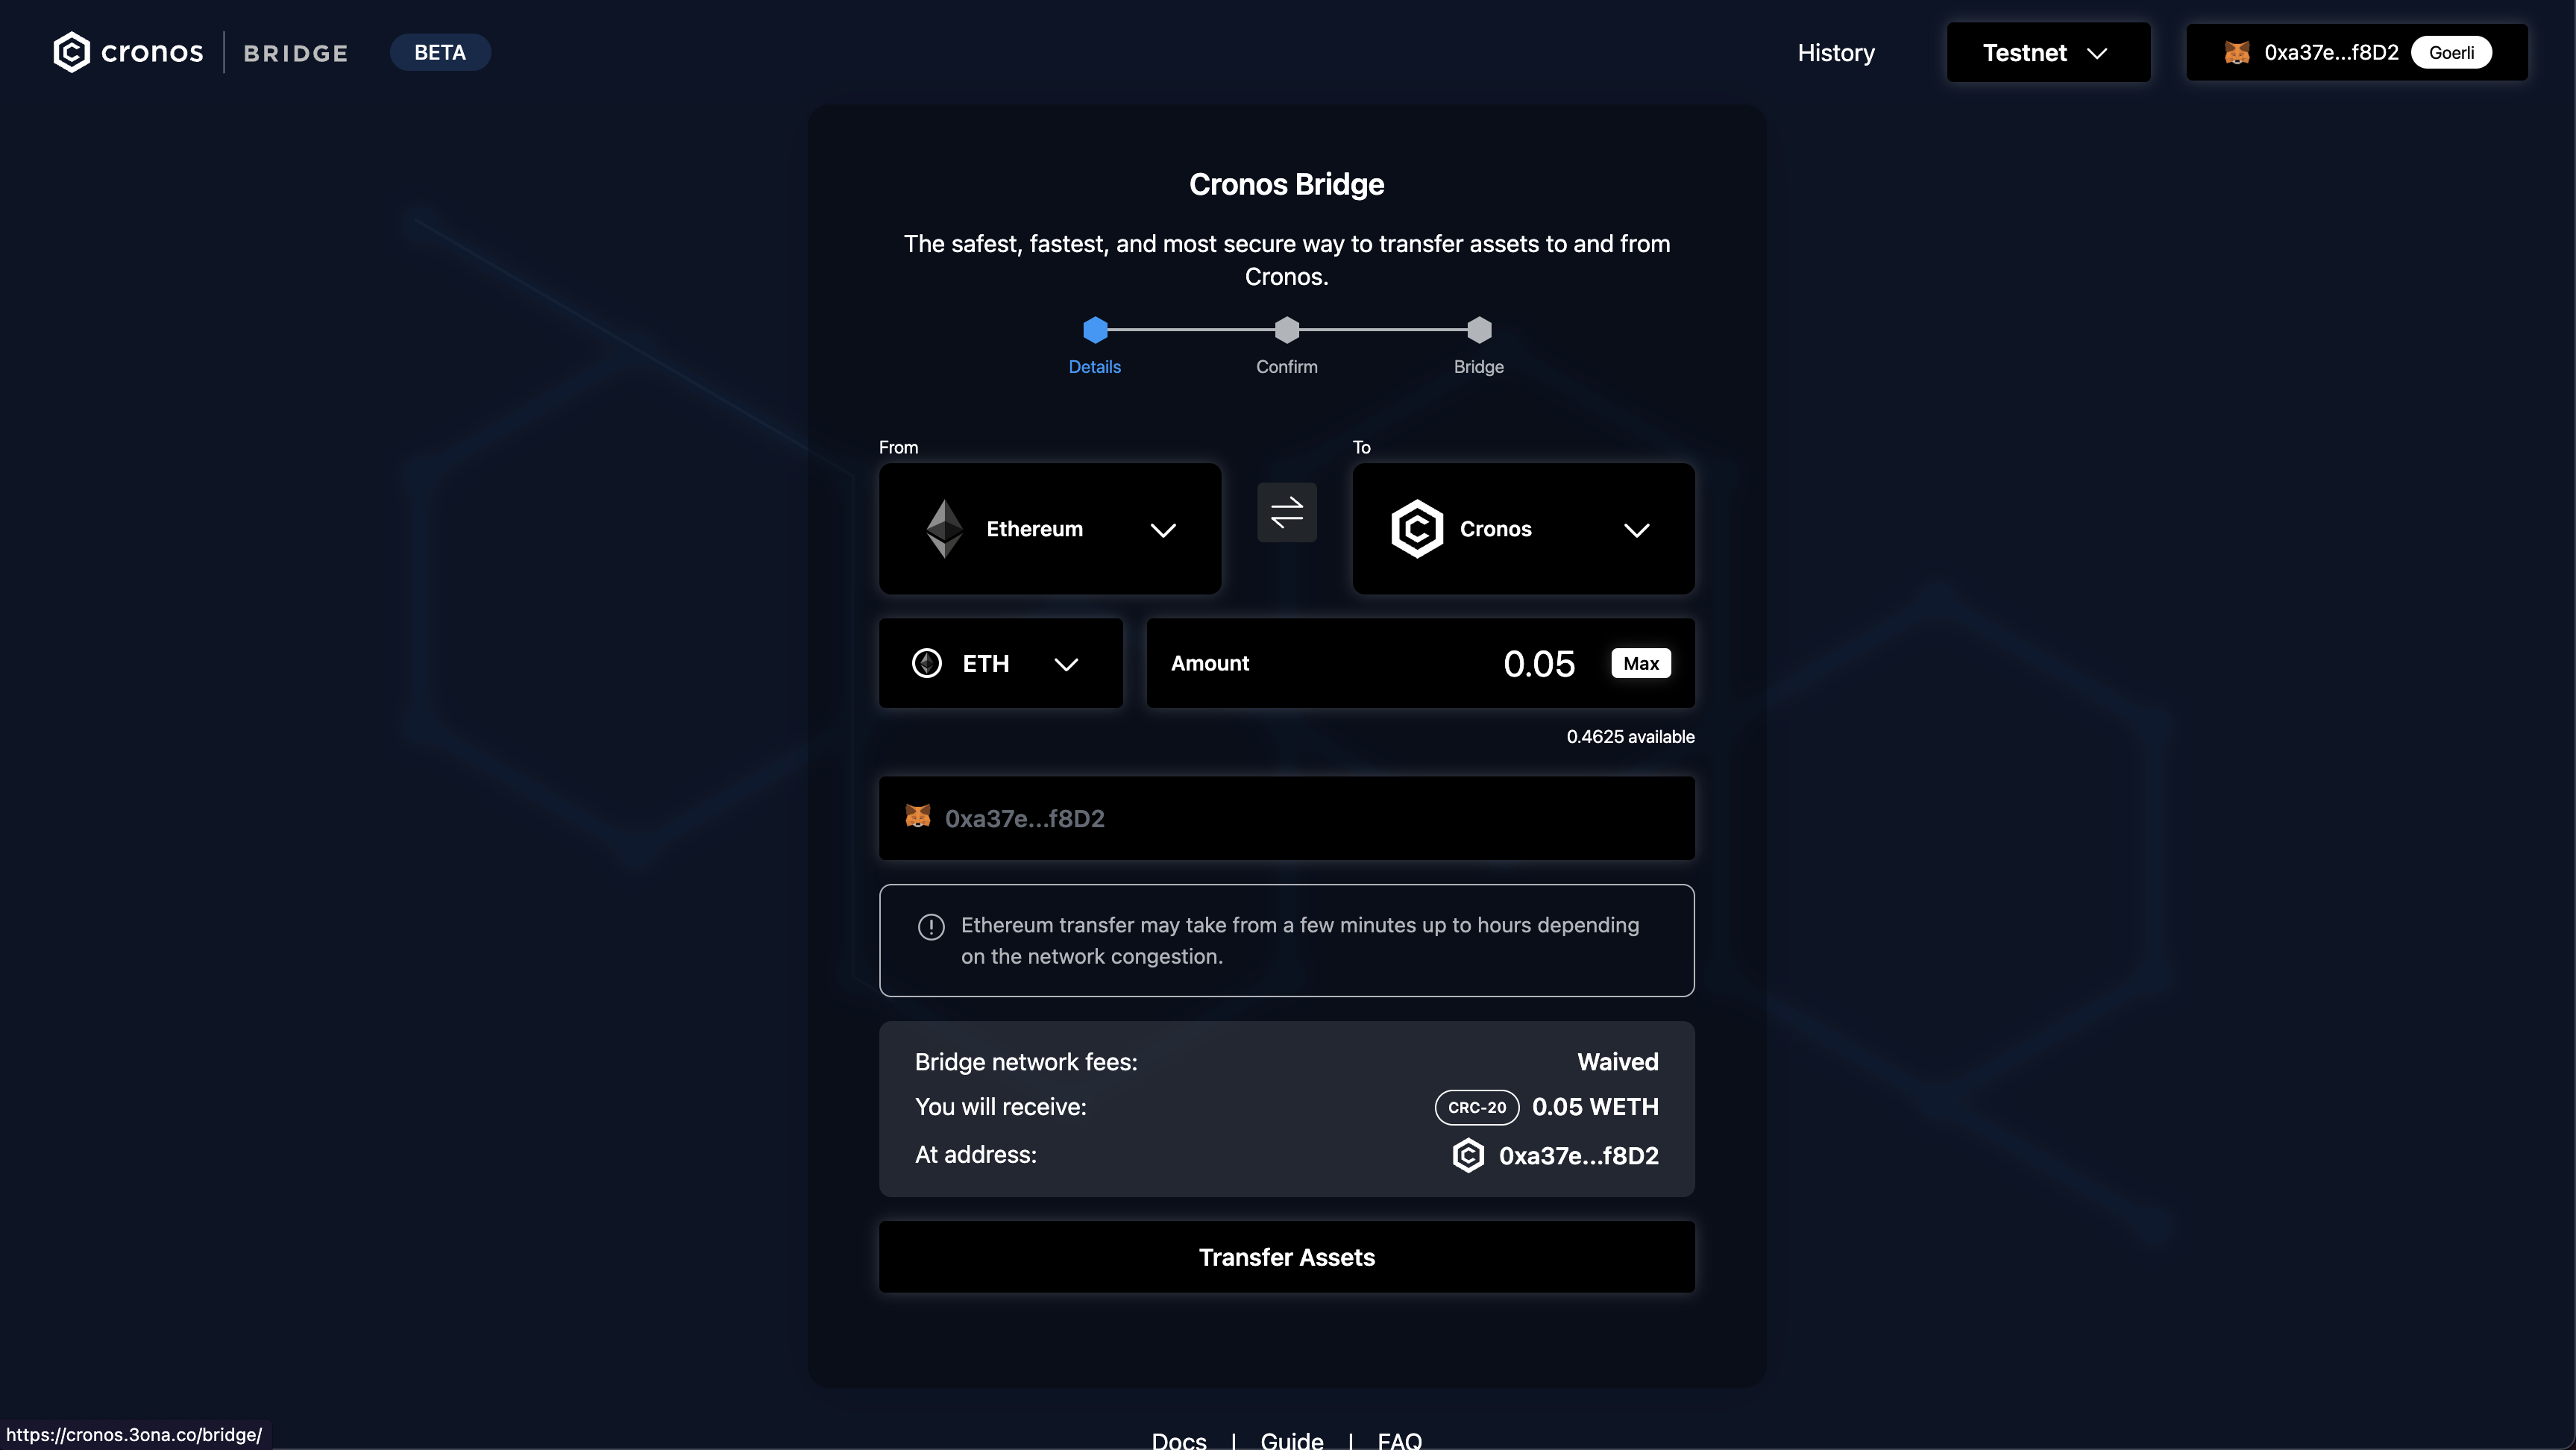 cronos | BRIDGE BETA
History
Testnet
0xa37e...f8D2 Goerli
Cronos Bridge
The safest, fastest, and most secure way to transfer assets to and from
Cronos.
Details Confirm Bridge
From To
Ethereum Cronos
ETH Amount 0.05 Max
0.4625 available
0xa37e...f8D2
Ethereum transfer may take from a few minutes up to hours depending
on the network congestion.
Bridge network fees: Waived
You will receive: CRC-20 0.05 WETH
At address: 0xa37e...f8D2
Transfer Assets
Docs | Guide | FAQ
https://cronos.3ona.co/bridge/